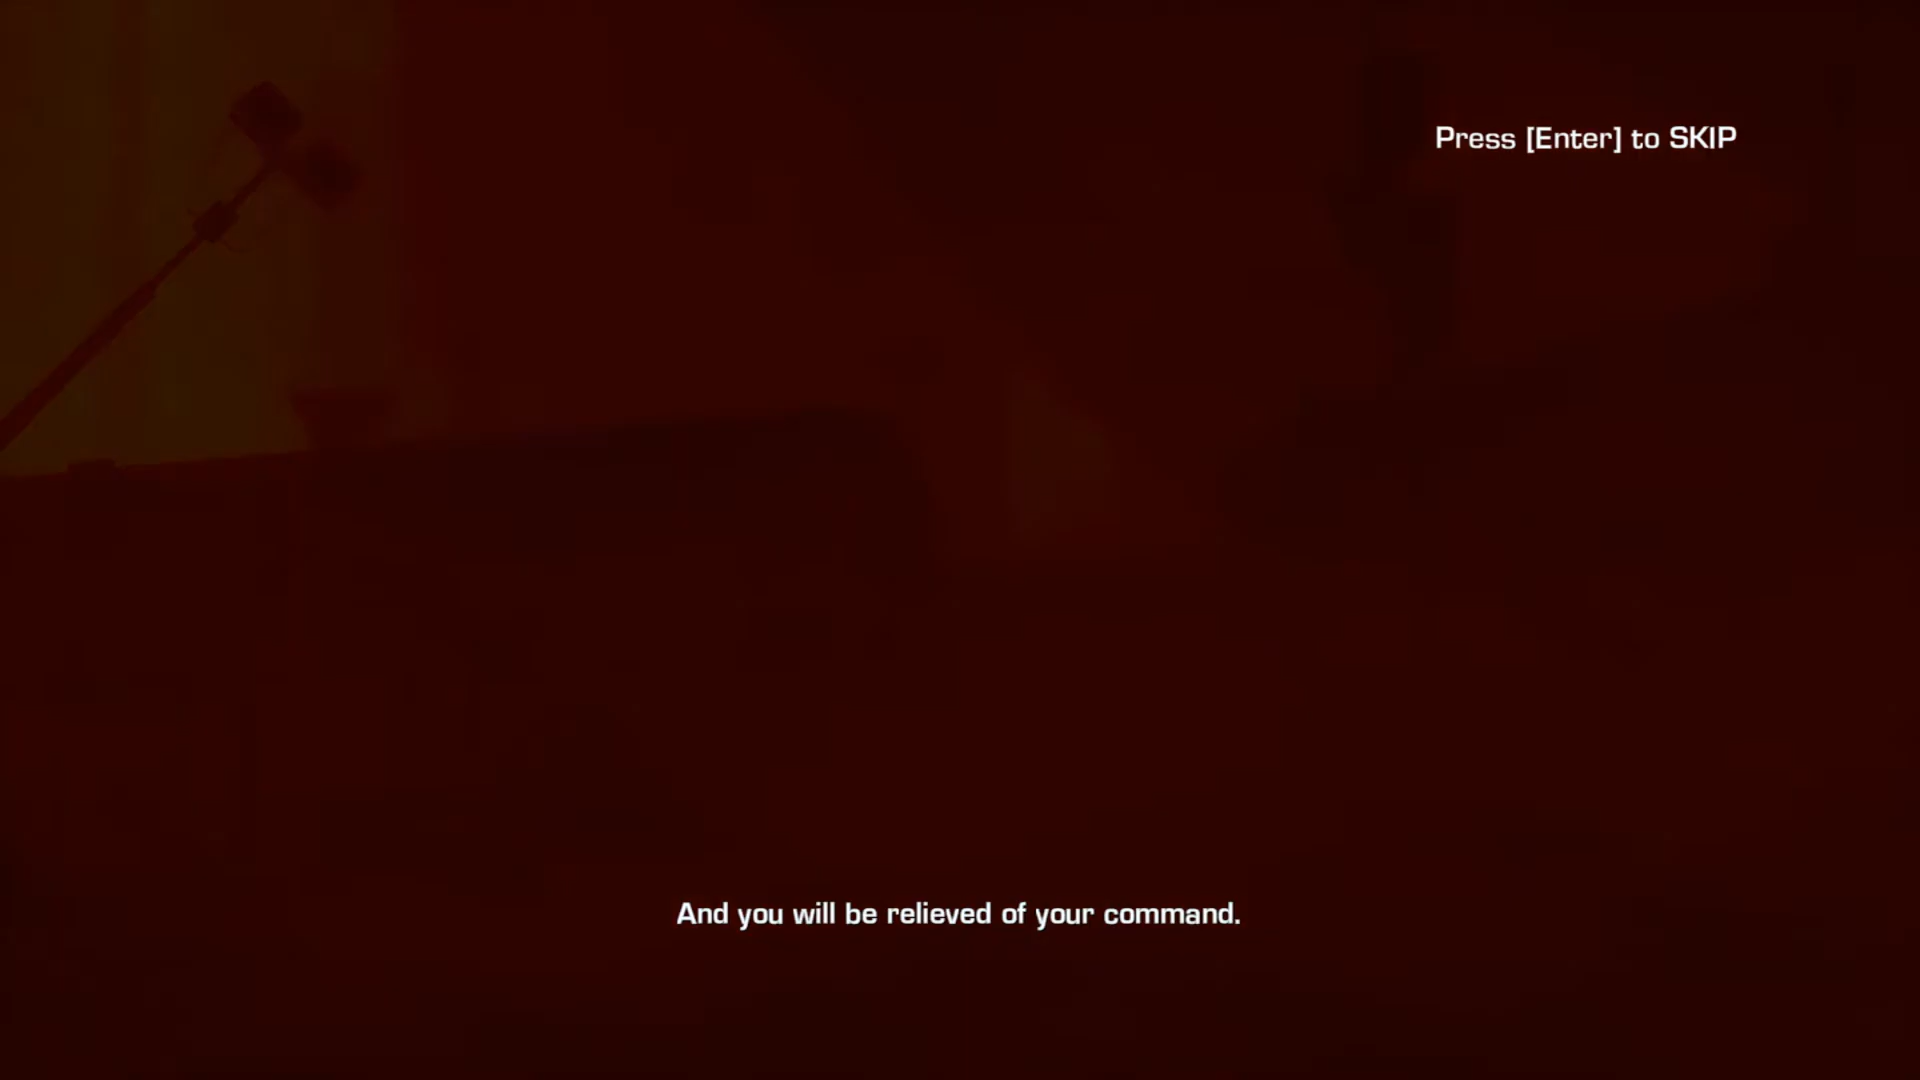 Press [Enter] to SKIP
And you will be relieved of your command.